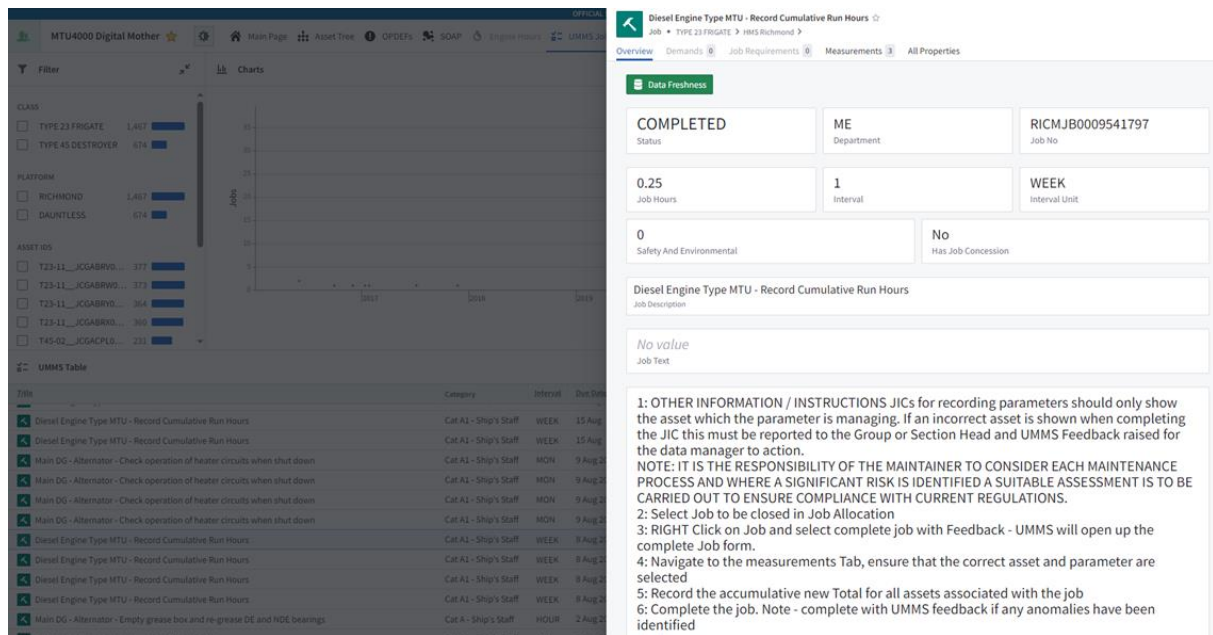 OFFICIAL
MTU4000 Digital Mother
Main Page
Asset Tree
OPDEFs
SOAP
Engine Hours
UMMS Jo
Filter
Charts
CLASS
TYPE 23 FRIGATE 1,467
TYPE 45 DESTROYER 674
PLATFORM
RICHMOND 1,467
DAUNTLESS 674
ASSET IDS
T23-11__JCGABRV0... 377
T23-11__JCGABRW0... 373
T23-11__JCGABRY0... 364
T23-11__JCGABRX0... 360
T45-02__JCGACPL0... 231
Jobs
2017
2018
2019
UMMS Table
Title Category Interval Due Date
Diesel Engine Type MTU - Record Cumulative Run Hours Cat A1 - Ship's Staff WEEK 15 Aug
Diesel Engine Type MTU - Record Cumulative Run Hours Cat A1 - Ship's Staff WEEK 15 Aug
Main DG - Alternator - Check operation of heater circuits when shut down Cat A1 - Ship's Staff MON 9 Aug 20
Main DG - Alternator - Check operation of heater circuits when shut down Cat A1 - Ship's Staff MON 9 Aug 20
Main DG - Alternator - Check operation of heater circuits when shut down Cat A1 - Ship's Staff MON 9 Aug 20
Main DG - Alternator - Check operation of heater circuits when shut down Cat A1 - Ship's Staff MON 9 Aug 20
Diesel Engine Type MTU - Record Cumulative Run Hours Cat A1 - Ship's Staff WEEK 8 Aug 20
Diesel Engine Type MTU - Record Cumulative Run Hours Cat A1 - Ship's Staff WEEK 8 Aug 20
Diesel Engine Type MTU - Record Cumulative Run Hours Cat A1 - Ship's Staff WEEK 8 Aug 20
Diesel Engine Type MTU - Record Cumulative Run Hours Cat A1 - Ship's Staff WEEK 8 Aug 20
Main DG - Alternator - Empty grease box and re-grease DE and NDE bearings Cat A - Ship's Staff HOUR 2 Aug 20
Diesel Engine Type MTU - Record Cumulative Run Hours
Job • TYPE 23 FRIGATE > HMS Richmond >
Overview Demands 0 Job Requirements 0 Measurements 3 All Properties
Data Freshness
COMPLETED
Status
ME
Department
RICMJB0009541797
Job No
0.25
Job Hours
1
Interval
WEEK
Interval Unit
0
Safety And Environmental
No
Has Job Concession
Diesel Engine Type MTU - Record Cumulative Run Hours
Job Description
No value
Job Text
1: OTHER INFORMATION / INSTRUCTIONS JICs for recording parameters should only show
the asset which the parameter is managing. If an incorrect asset is shown when completing
the JIC this must be reported to the Group or Section Head and UMMS Feedback raised for
the data manager to action.
NOTE: IT IS THE RESPONSIBILITY OF THE MAINTAINER TO CONSIDER EACH MAINTENANCE
PROCESS AND WHERE A SIGNIFICANT RISK IS IDENTIFIED A SUITABLE ASSESSMENT IS TO BE
CARRIED OUT TO ENSURE COMPLIANCE WITH CURRENT REGULATIONS.
2: Select Job to be closed in Job Allocation
3: RIGHT Click on Job and select complete job with Feedback - UMMS will open up the
complete Job form.
4: Navigate to the measurements Tab, ensure that the correct asset and parameter are
selected
5: Record the accumulative new Total for all assets associated with the job
6: Complete the job. Note - complete with UMMS feedback if any anomalies have been
identified